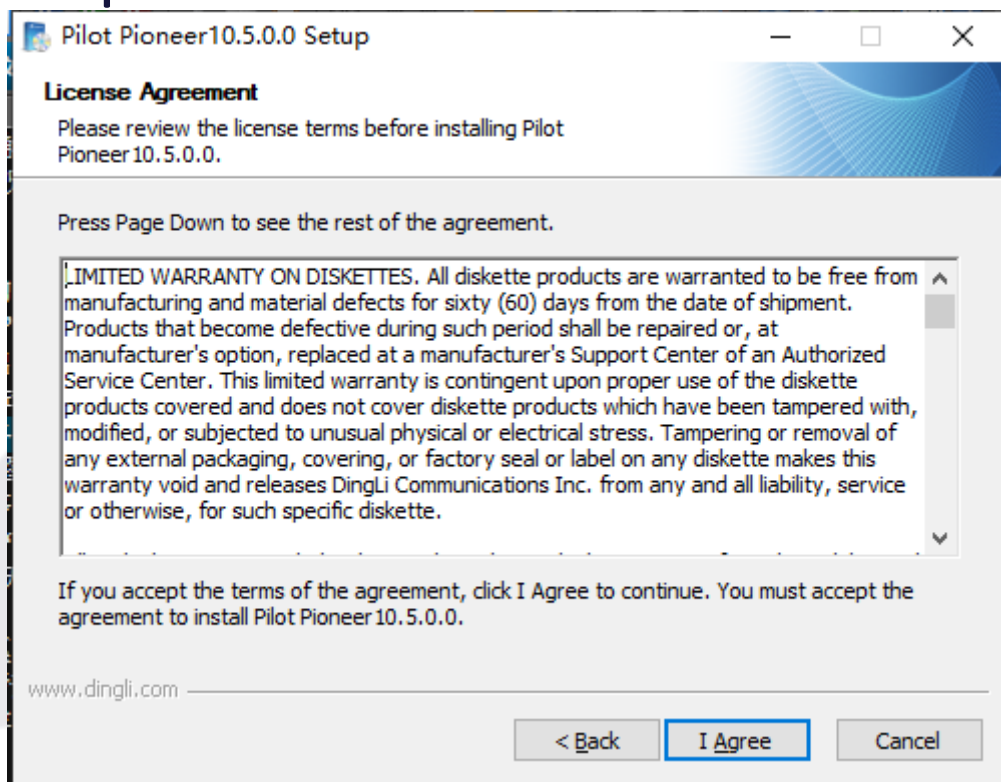 Pilot Pioneer10.5.0.0 Setup
License Agreement
Please review the license terms before installing Pilot
Pioneer10.5.0.0.
Press Page Down to see the rest of the agreement.
LIMITED WARRANTY ON DISKETTES. All diskette products are warranted to be free from
manufacturing and material defects for sixty (60) days from the date of shipment.
Products that become defective during such period shall be repaired or, at
manufacturer's option, replaced at a manufacturer's Support Center of an Authorized
Service Center. This limited warranty is contingent upon proper use of the diskette
products covered and does not cover diskette products which have been tampered with,
modified, or subjected to unusual physical or electrical stress. Tampering or removal of
any external packaging, covering, or factory seal or label on any diskette makes this
warranty void and releases DingLi Communications Inc. from any and all liability, service
or otherwise, for such specific diskette.
If you accept the terms of the agreement, click I Agree to continue. You must accept the
agreement to install Pilot Pioneer10.5.0.0.
www.dingli.com
< Back
I Agree
Cancel